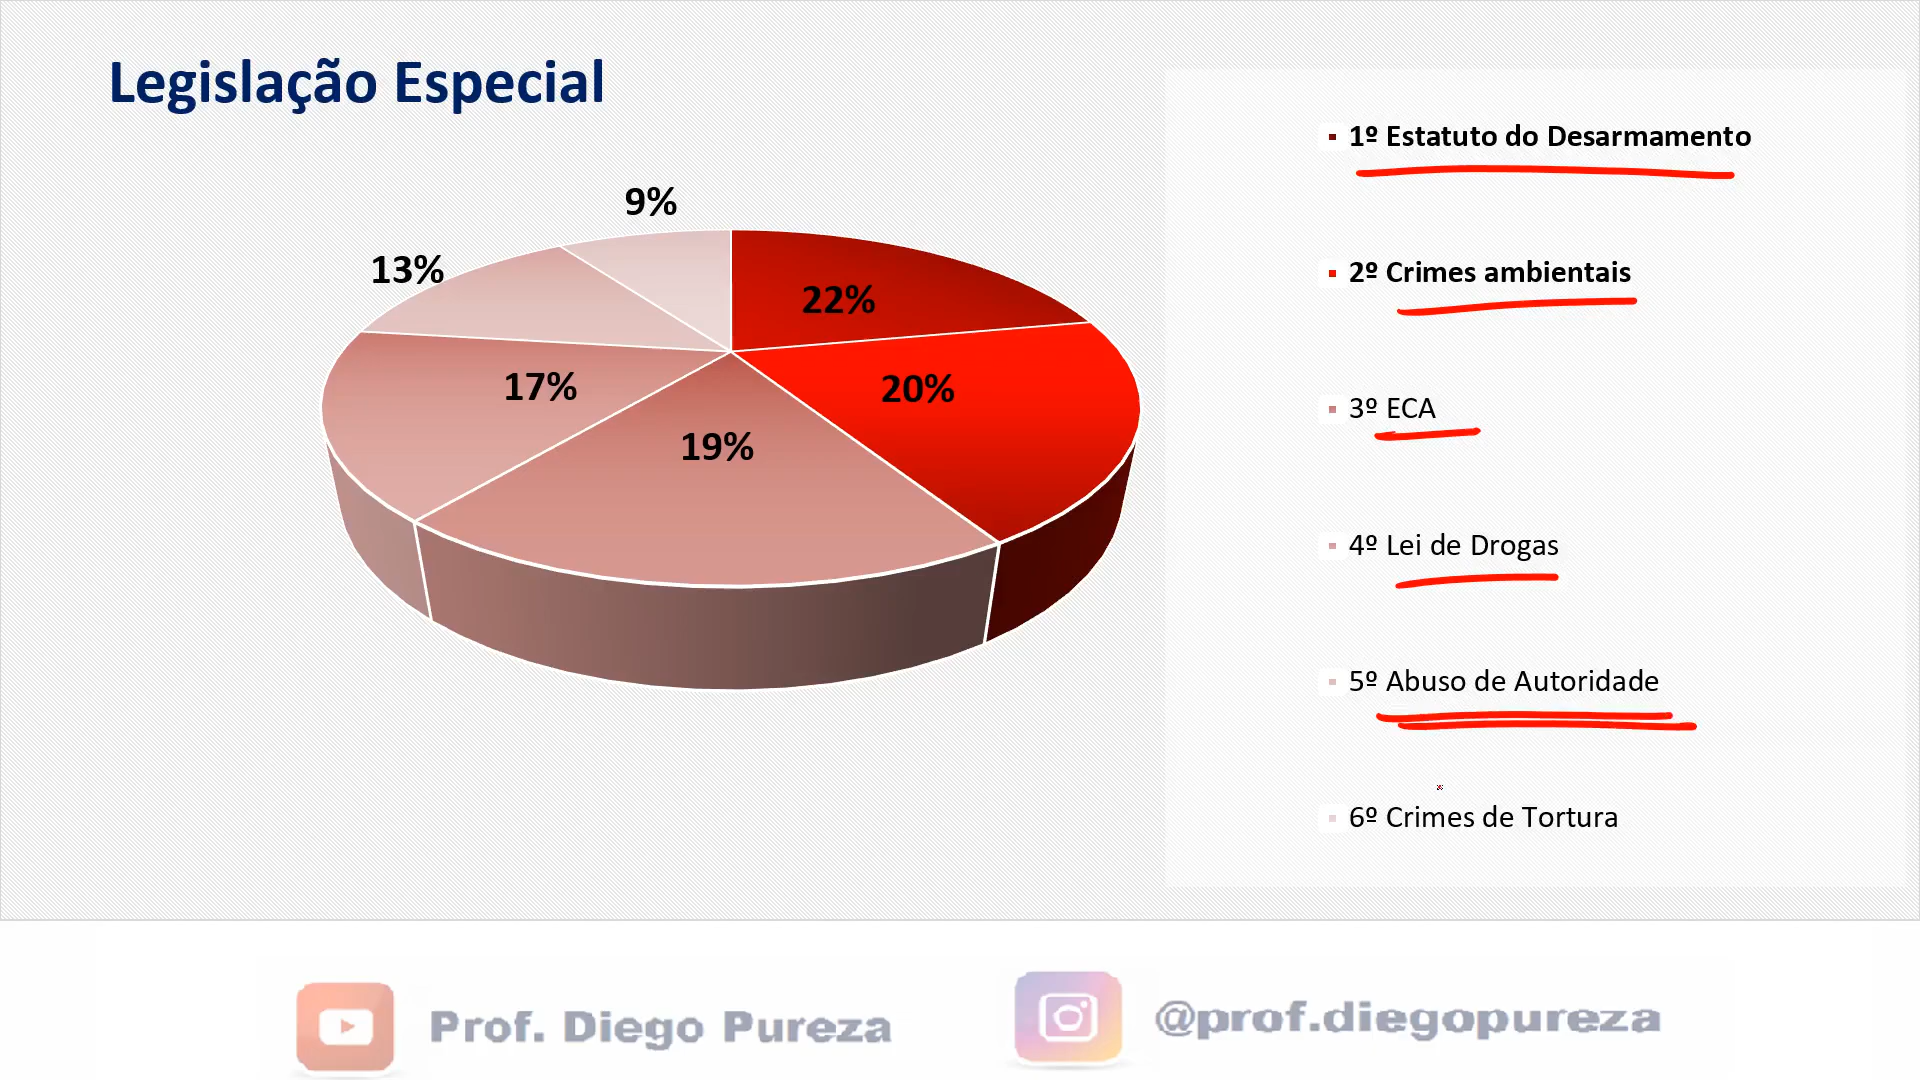 Legislação Especial
9%
13%
22%
17%
20%
19%
1º Estatuto do Desarmamento
2º Crimes ambientais
3º ECA
4º Lei de Drogas
5º Abuso de Autoridade
6º Crimes de Tortura
Prof. Diego Pureza
@prof.diegopureza